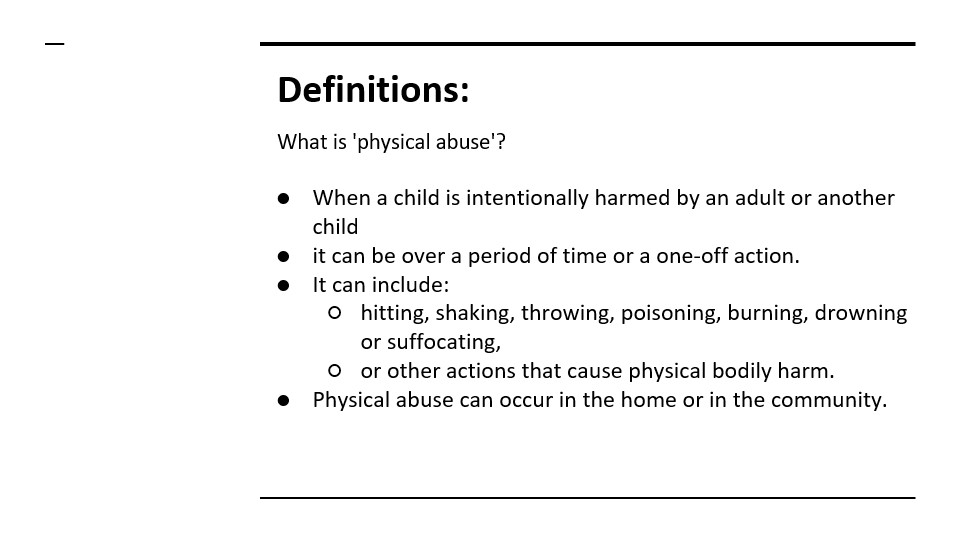 Definitions:
What is 'physical abuse'?
● When a child is intentionally harmed by an adult or another
child
● it can be over a period of time or a one-off action.
● It can include:
○ hitting, shaking, throwing, poisoning, burning, drowning
or suffocating,
○ or other actions that cause physical bodily harm.
● Physical abuse can occur in the home or in the community.